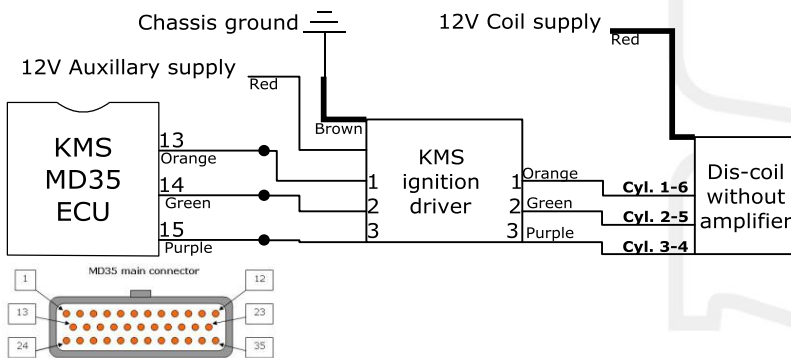 Chassis ground
12V Coil supply
Red
12V Auxillary supply
Red
Brown
KMS
MD35
ECU
13
Orange
14
Green
15
Purple
1
2
3
KMS
ignition
driver
1
Orange
2
Green
3
Purple
Cyl. 1-6
Cyl. 2-5
Cyl. 3-4
Dis-coil
without
amplifier
MD35 main connector
1
12
13
23
24
35